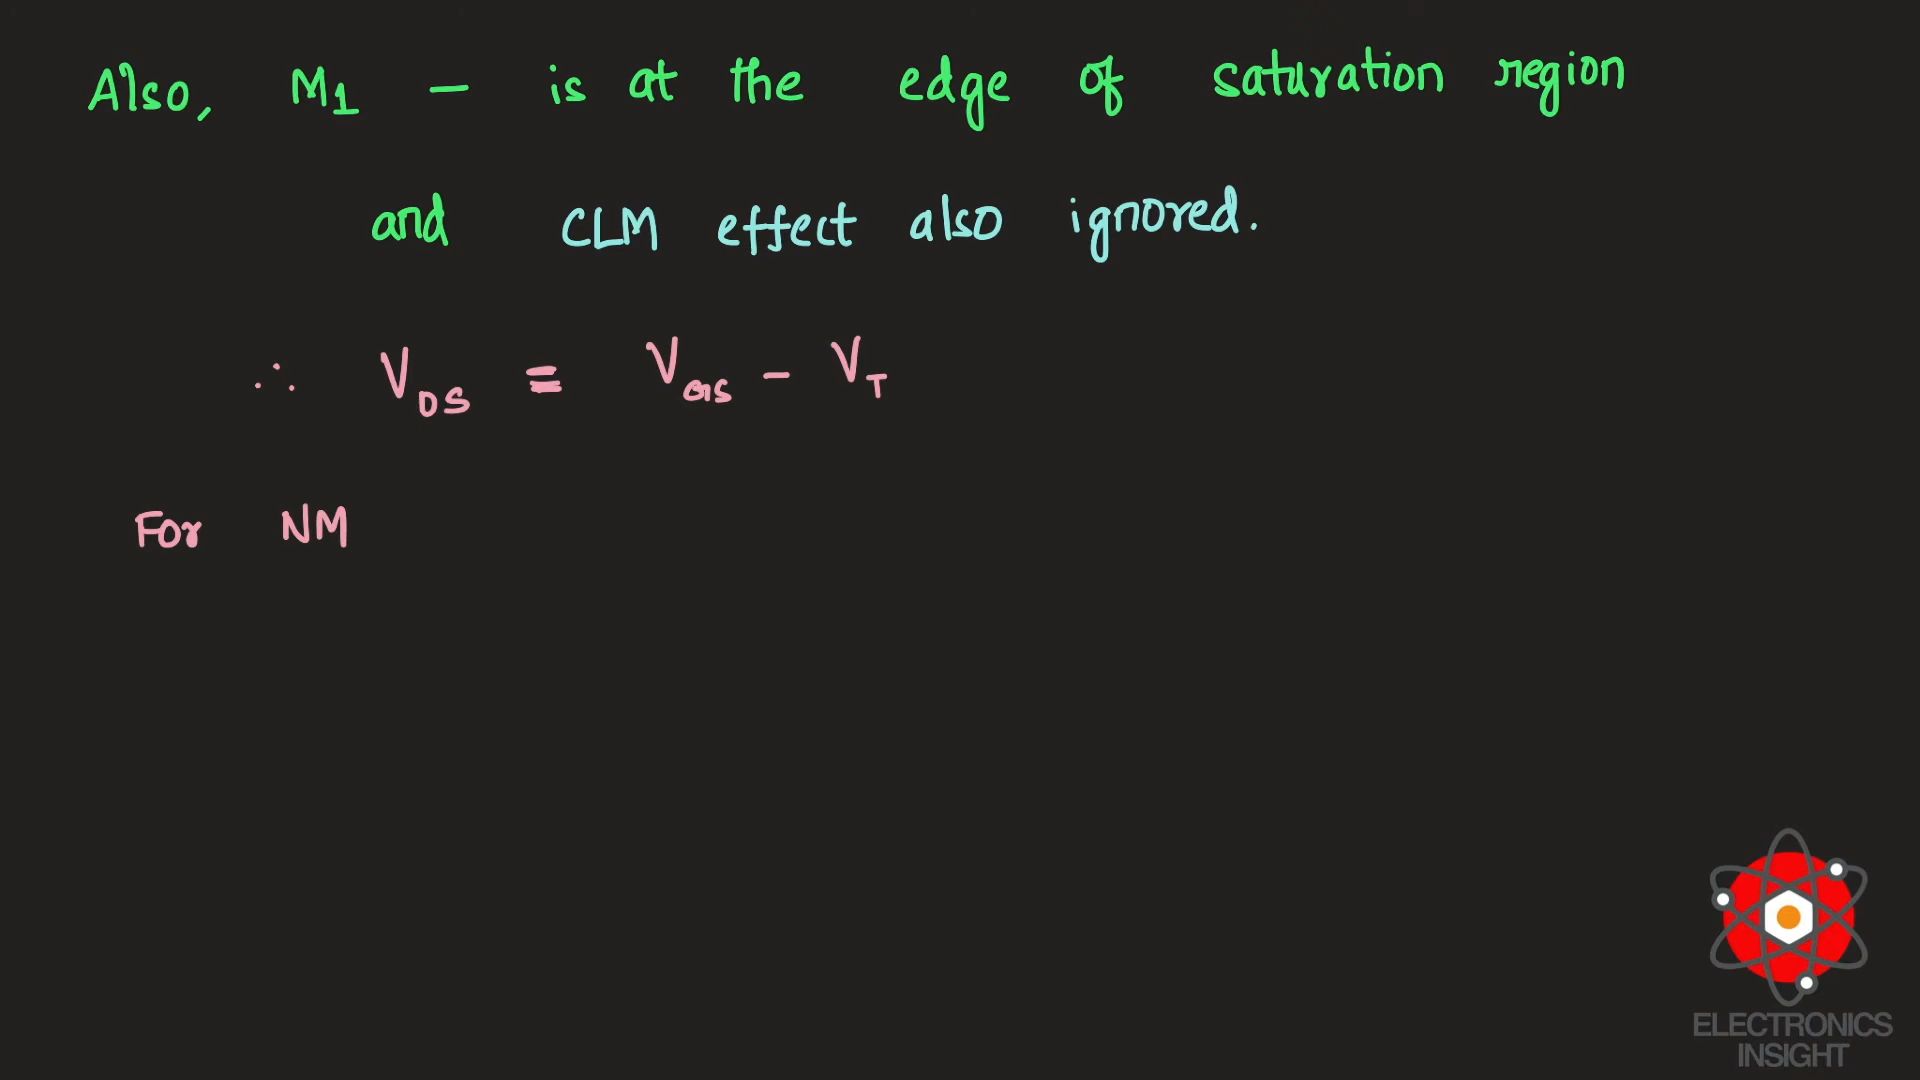 Also, M1 – is at the edge of saturation region
and CLM effect also ignored.
∴ VDS = VGS - VT
For NM
ELECTRONICS
INSIGHT